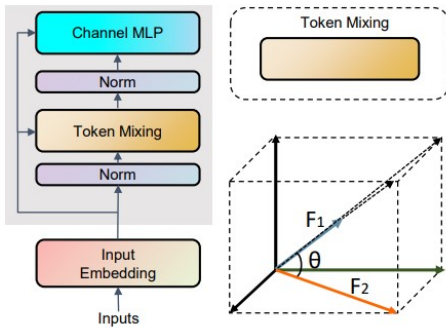 Channel MLP
Norm
Token Mixing
Norm
Input
Embedding
Inputs
Token Mixing
F1
θ
F2